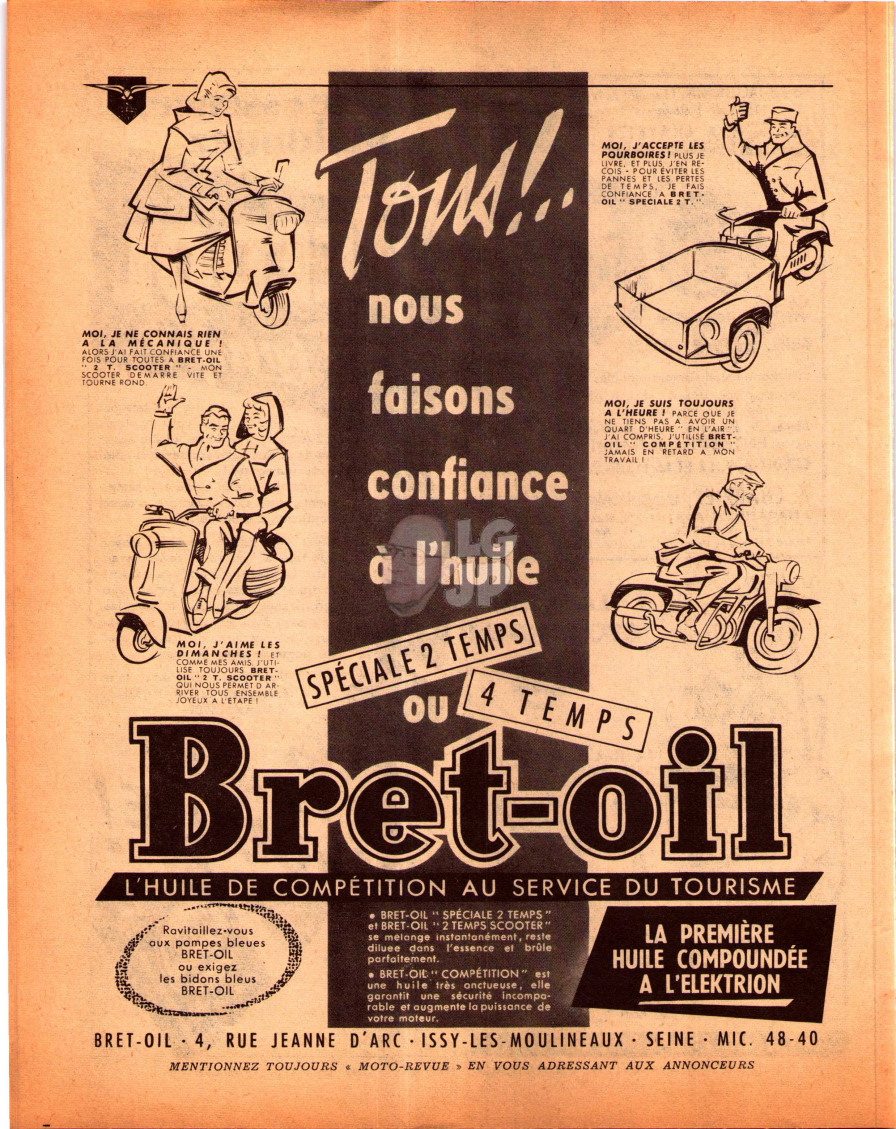 Tous!...
nous
faisons
confiance
à l'huile
SPÉCIALE 2 TEMPS
OU
4 TEMPS
Bret-oil
L'HUILE DE COMPÉTITION AU SERVICE DU TOURISME
MOI, JE NE CONNAIS RIEN
A LA MÉCANIQUE !
ALORS J'AI FAIT CONFIANCE UNE
FOIS POUR TOUTES A BRET-OIL
" 2 T. SCOOTER " - MON
SCOOTER DEMARRE VITE ET
TOURNE ROND.
MOI, J'ACCEPTE LES
POURBOIRES ! PLUS JE
LIVRE, ET PLUS J'EN RE-
COIS - POUR ÉVITER LES
PANNES ET LES PERTES
DE TEMPS, JE FAIS
CONFIANCE A BRET-
OIL " SPECIALE 2 T. ".
MOI, JE SUIS TOUJOURS
A L'HEURE ! PARCE QUE JE
NE TIENS PAS A AVOIR UN
QUART D'HEURE " EN L'AIR ",
J'AI COMPRIS, J'UTILISE BRET-
OIL " COMPÉTITION "
JAMAIS EN RETARD A MON
TRAVAIL !
MOI, J'AIME LES
DIMANCHES ! ET
COMME MES AMIS, J'UTI-
LISE TOUJOURS BRET-
OIL " 2 T. SCOOTER "
QUI NOUS PERMET D'AR-
RIVER TOUS ENSEMBLE
JOYEUX A L'ETAPE !
Ravitaillez-vous
aux pompes bleues
BRET-OIL
ou exigez
les bidons bleus
BRET-OIL
• BRET-OIL " SPÉCIALE 2 TEMPS "
et BRET-OIL " 2 TEMPS SCOOTER "
se mélange instantanément, reste
diluee dans l'essence et brûle
parfaitement.
• BRET-OIL " COMPÉTITION " est
une huile très onctueuse, elle
garantit une sécurité incompa-
rable et augmente la puissance de
votre moteur.
LA PREMIÈRE
HUILE COMPOUNDÉE
A L'ELEKTRION
BRET-OIL · 4, RUE JEANNE D'ARC · ISSY-LES-MOULINEAUX · SEINE · MIC. 48-40
MENTIONNEZ TOUJOURS « MOTO-REVUE » EN VOUS ADRESSANT AUX ANNONCEURS
LG
JP